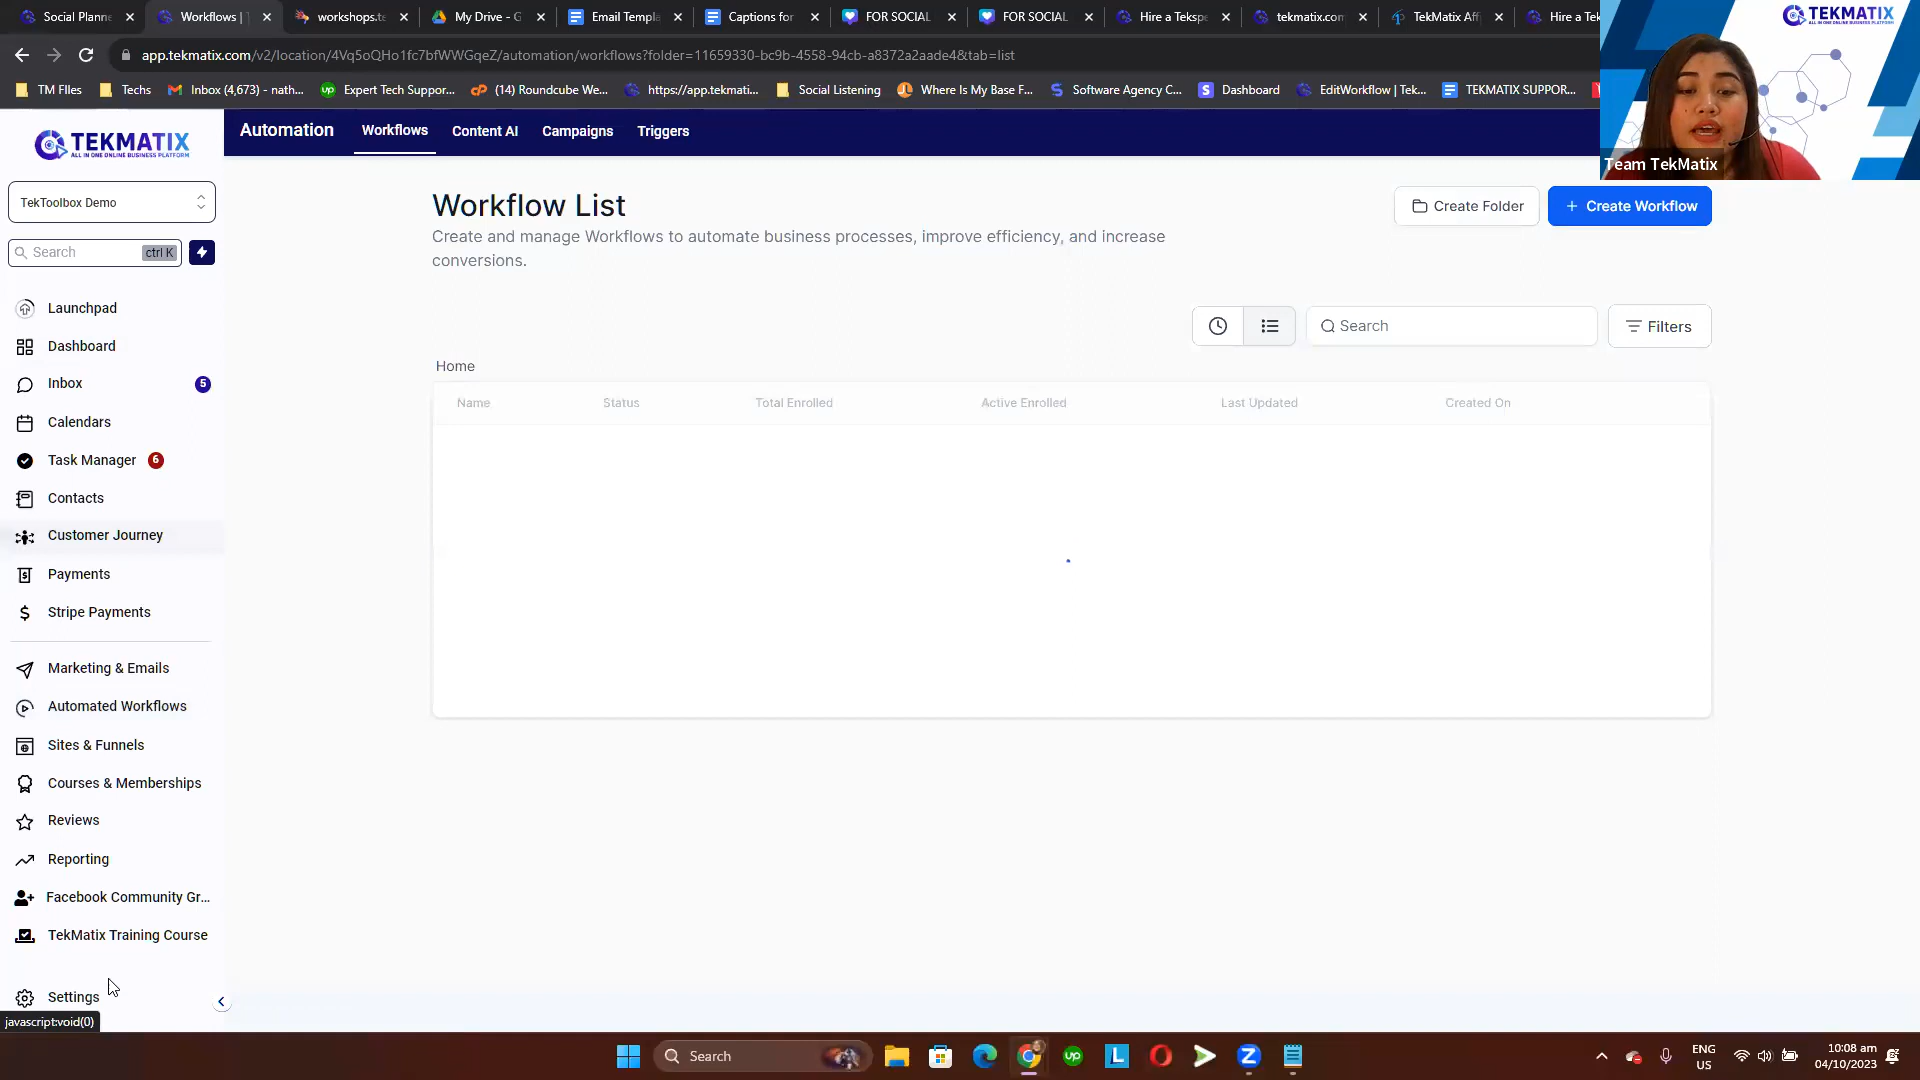 Social Planne
Workflows | T
workshops.te
My Drive - G
Email Templa
Captions for
FOR SOCIAL
FOR SOCIAL
Hire a Tekspe
tekmatix.com
TekMatix Aff
Hire a Tek
app.tekmatix.com/v2/location/4Vq5oQHo1fc7bfWWGqeZ/automation/workflows?folder=11659330-bc9b-4558-94cb-a8372a2aade4&tab=list
TM FIles
Techs
Inbox (4,673) - nath...
Expert Tech Suppor...
(14) Roundcube We...
https://app.tekmati...
Social Listening
Where Is My Base F...
Software Agency C...
Dashboard
EditWorkflow | Tek...
TEKMATIX SUPPOR...
TEKMATIX
ALL IN ONE ONLINE BUSINESS PLATFORM
Team TekMatix
TEKMATIX
ALL IN ONE ONLINE BUSINESS PLATFORM
Automation
Workflows
Content AI
Campaigns
Triggers
TekToolbox Demo
Search
ctrl K
Launchpad
Dashboard
Inbox
5
Calendars
Task Manager
6
Contacts
Customer Journey
Payments
Stripe Payments
Marketing & Emails
Automated Workflows
Sites & Funnels
Courses & Memberships
Reviews
Reporting
Facebook Community Gr...
TekMatix Training Course
Settings
javascript:void(0)
Workflow List
Create and manage Workflows to automate business processes, improve efficiency, and increase
conversions.
Create Folder
+ Create Workflow
Search
Filters
Home
Name
Status
Total Enrolled
Active Enrolled
Last Updated
Created On
Search
ENG
US
10:08 am
04/10/2023